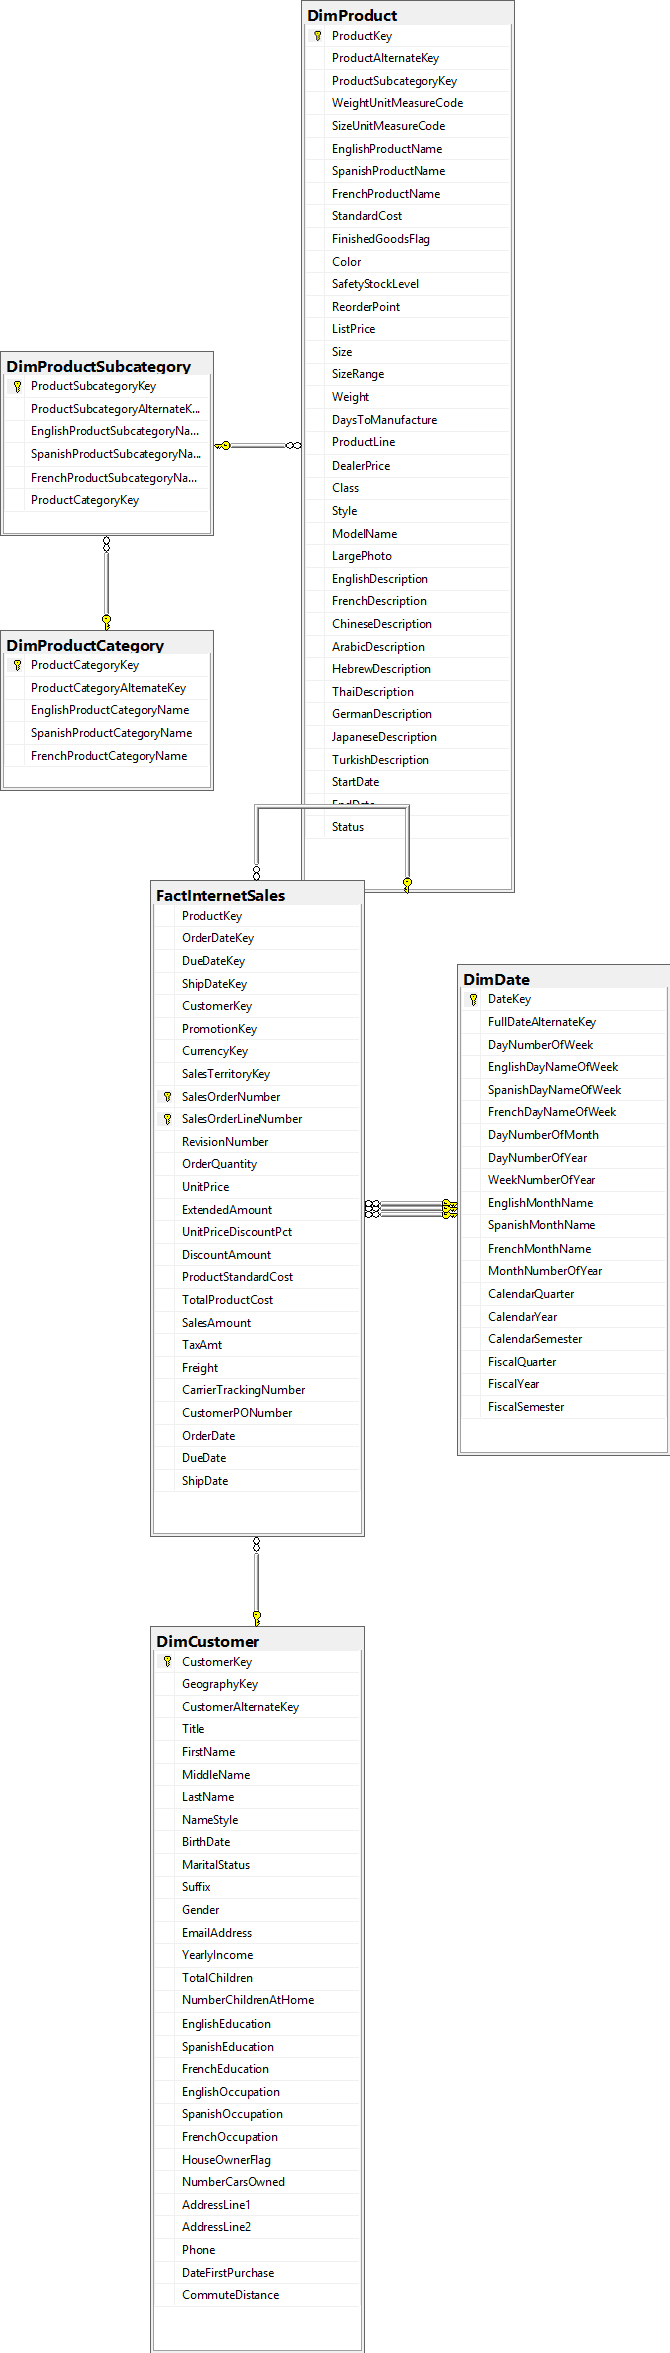 DimProduct
ProductKey
ProductAlternateKey
ProductSubcategoryKey
WeightUnitMeasureCode
SizeUnitMeasureCode
EnglishProductName
SpanishProductName
FrenchProductName
StandardCost
FinishedGoodsFlag
Color
SafetyStockLevel
ReorderPoint
ListPrice
Size
SizeRange
Weight
DaysToManufacture
ProductLine
DealerPrice
Class
Style
ModelName
LargePhoto
EnglishDescription
FrenchDescription
ChineseDescription
ArabicDescription
HebrewDescription
ThaiDescription
GermanDescription
JapaneseDescription
TurkishDescription
StartDate
EndDate
Status
DimProductSubcategory
ProductSubcategoryKey
ProductSubcategoryAlternateK...
EnglishProductSubcategoryNa...
SpanishProductSubcategoryNa...
FrenchProductSubcategoryNa...
ProductCategoryKey
DimProductCategory
ProductCategoryKey
ProductCategoryAlternateKey
EnglishProductCategoryName
SpanishProductCategoryName
FrenchProductCategoryName
FactInternetSales
ProductKey
OrderDateKey
DueDateKey
ShipDateKey
CustomerKey
PromotionKey
CurrencyKey
SalesTerritoryKey
SalesOrderNumber
SalesOrderLineNumber
RevisionNumber
OrderQuantity
UnitPrice
ExtendedAmount
UnitPriceDiscountPct
DiscountAmount
ProductStandardCost
TotalProductCost
SalesAmount
TaxAmt
Freight
CarrierTrackingNumber
CustomerPONumber
OrderDate
DueDate
ShipDate
DimDate
DateKey
FullDateAlternateKey
DayNumberOfWeek
EnglishDayNameOfWeek
SpanishDayNameOfWeek
FrenchDayNameOfWeek
DayNumberOfMonth
DayNumberOfYear
WeekNumberOfYear
EnglishMonthName
SpanishMonthName
FrenchMonthName
MonthNumberOfYear
CalendarQuarter
CalendarYear
CalendarSemester
FiscalQuarter
FiscalYear
FiscalSemester
DimCustomer
CustomerKey
GeographyKey
CustomerAlternateKey
Title
FirstName
MiddleName
LastName
NameStyle
BirthDate
MaritalStatus
Suffix
Gender
EmailAddress
YearlyIncome
TotalChildren
NumberChildrenAtHome
EnglishEducation
SpanishEducation
FrenchEducation
EnglishOccupation
SpanishOccupation
FrenchOccupation
HouseOwnerFlag
NumberCarsOwned
AddressLine1
AddressLine2
Phone
DateFirstPurchase
CommuteDistance